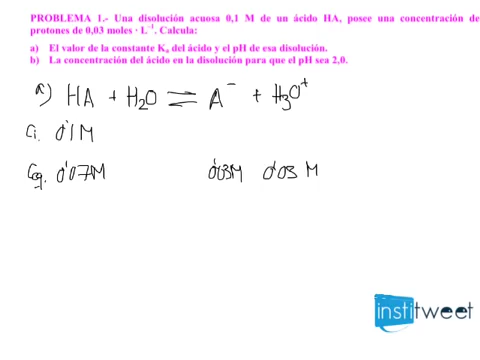 PROBLEMA 1.- Una disolución acuosa 0,1 M de un ácido HA, posee una concentración de
protones de 0,03 moles · L⁻¹. Calcula:
a) El valor de la constante Kₐ del ácido y el pH de esa disolución.
b) La concentración del ácido en la disolución para que el pH sea 2,0.
a) HA + H₂O ⇌ A⁻ + H₃O⁺
Ci. 0'1M
Ceq. 0'07M 0'03M 0'03 M
institweet